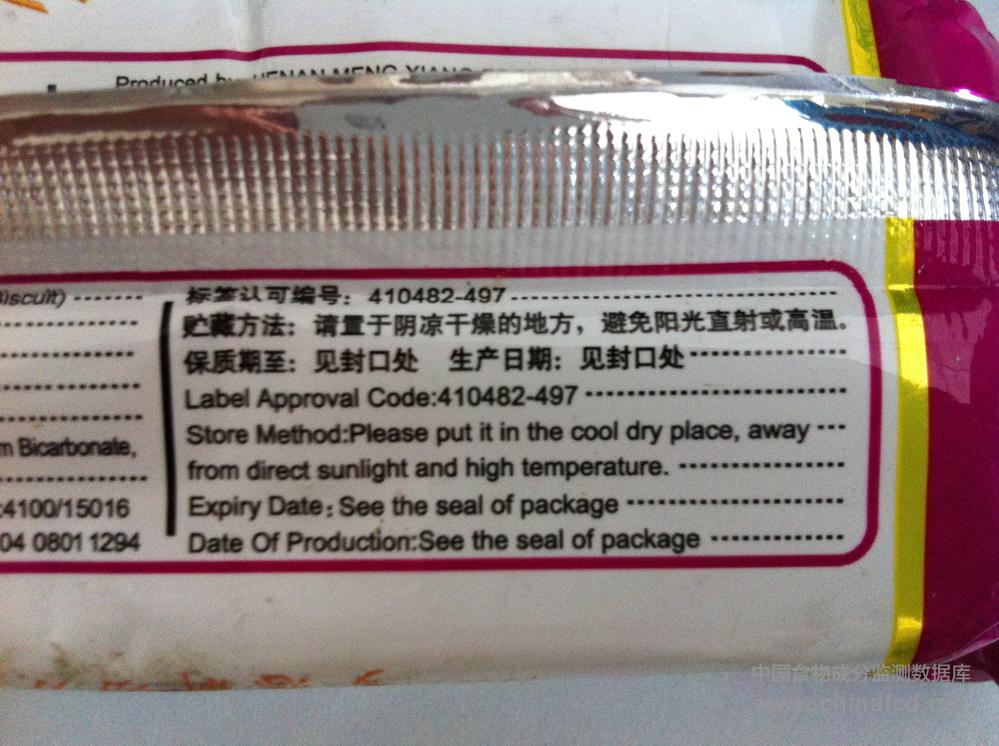 Produced by: HENAN MENG XIANG
Biscuit)
m Bicarbonate,
:4100/15016
04 0801 1294
标签认可编号：410482-497
贮藏方法：请置于阴凉干燥的地方，避免阳光直射或高温。
保质期至：见封口处 生产日期：见封口处
Label Approval Code:410482-497
Store Method:Please put it in the cool dry place, away
from direct sunlight and high temperature.
Expiry Date：See the seal of package
Date Of Production:See the seal of package
中国食物成分监测数据库